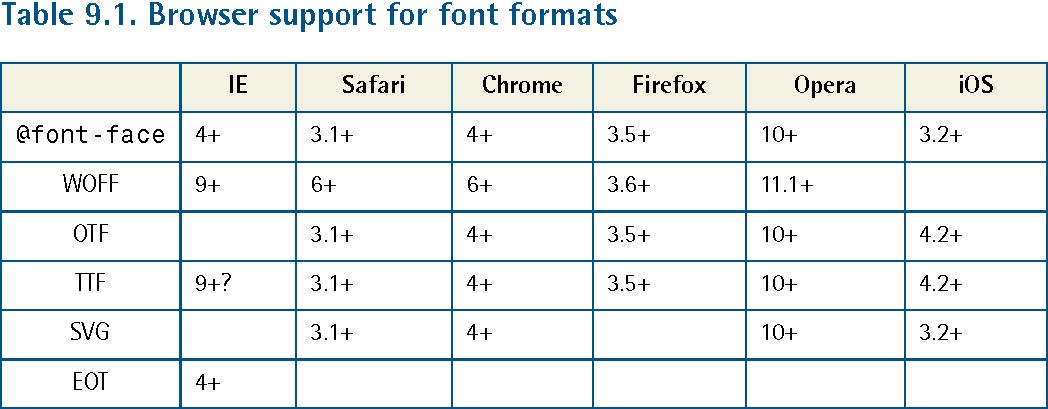 Table 9.1. Browser support for font formats
IE Safari Chrome Firefox Opera iOS
@font-face 4+ 3.1+ 4+ 3.5+ 10+ 3.2+
WOFF 9+ 6+ 6+ 3.6+ 11.1+
OTF 3.1+ 4+ 3.5+ 10+ 4.2+
TTF 9+? 3.1+ 4+ 3.5+ 10+ 4.2+
SVG 3.1+ 4+ 10+ 3.2+
EOT 4+